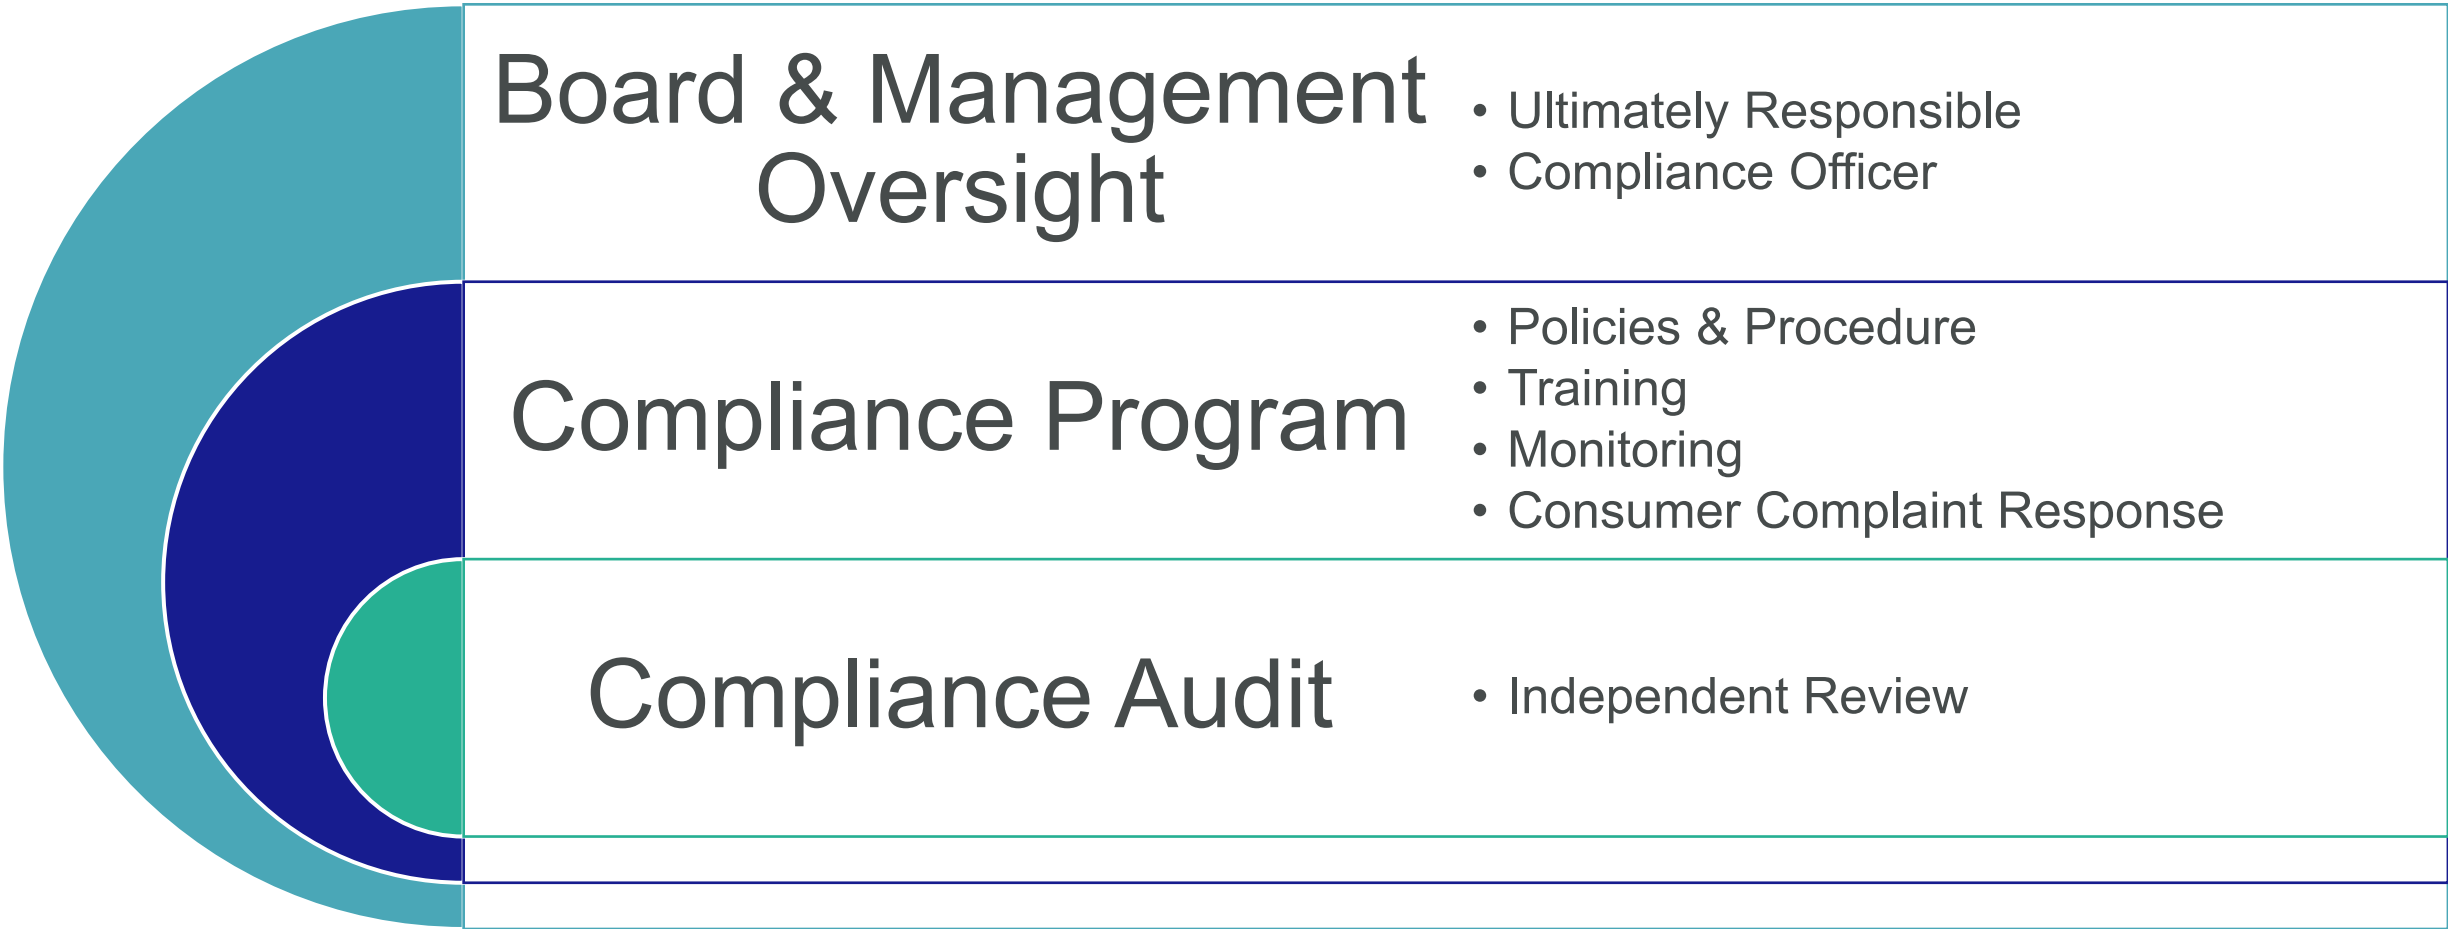 Board & Management
Oversight
• Ultimately Responsible
• Compliance Officer
Compliance Program
• Policies & Procedure
• Training
• Monitoring
• Consumer Complaint Response
Compliance Audit
• Independent Review